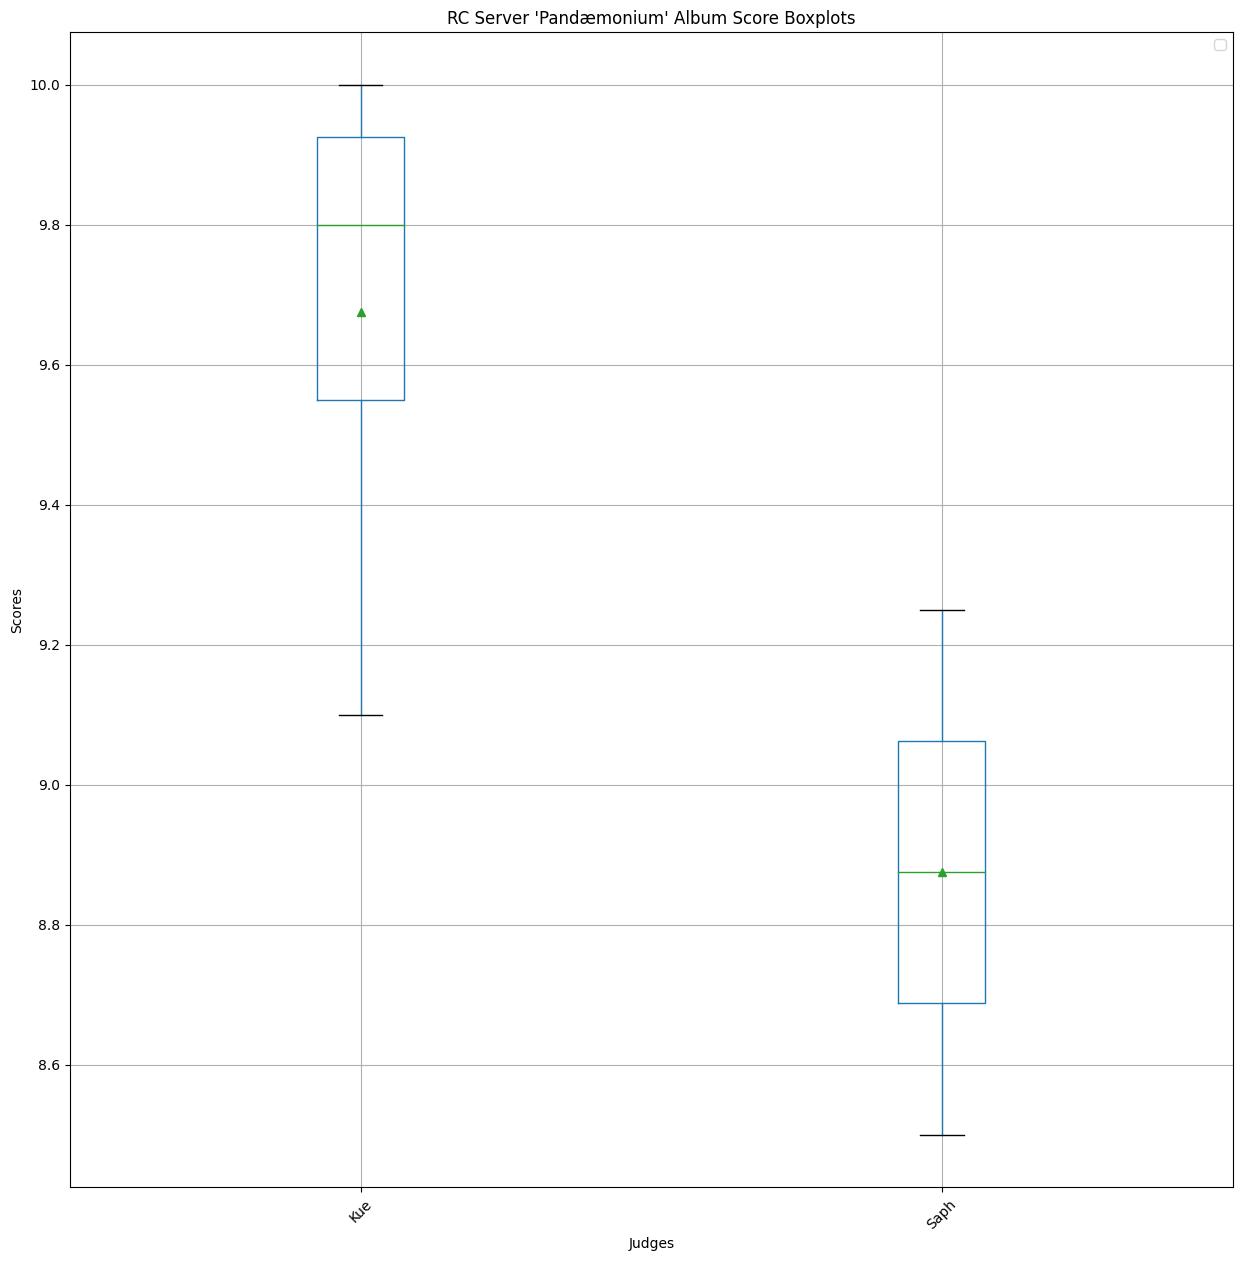 RC Server 'Pandæmonium' Album Score Boxplots
10.0
9.8
9.6
9.4
9.2
9.0
8.8
8.6
Scores
Kue
Saph
Judges